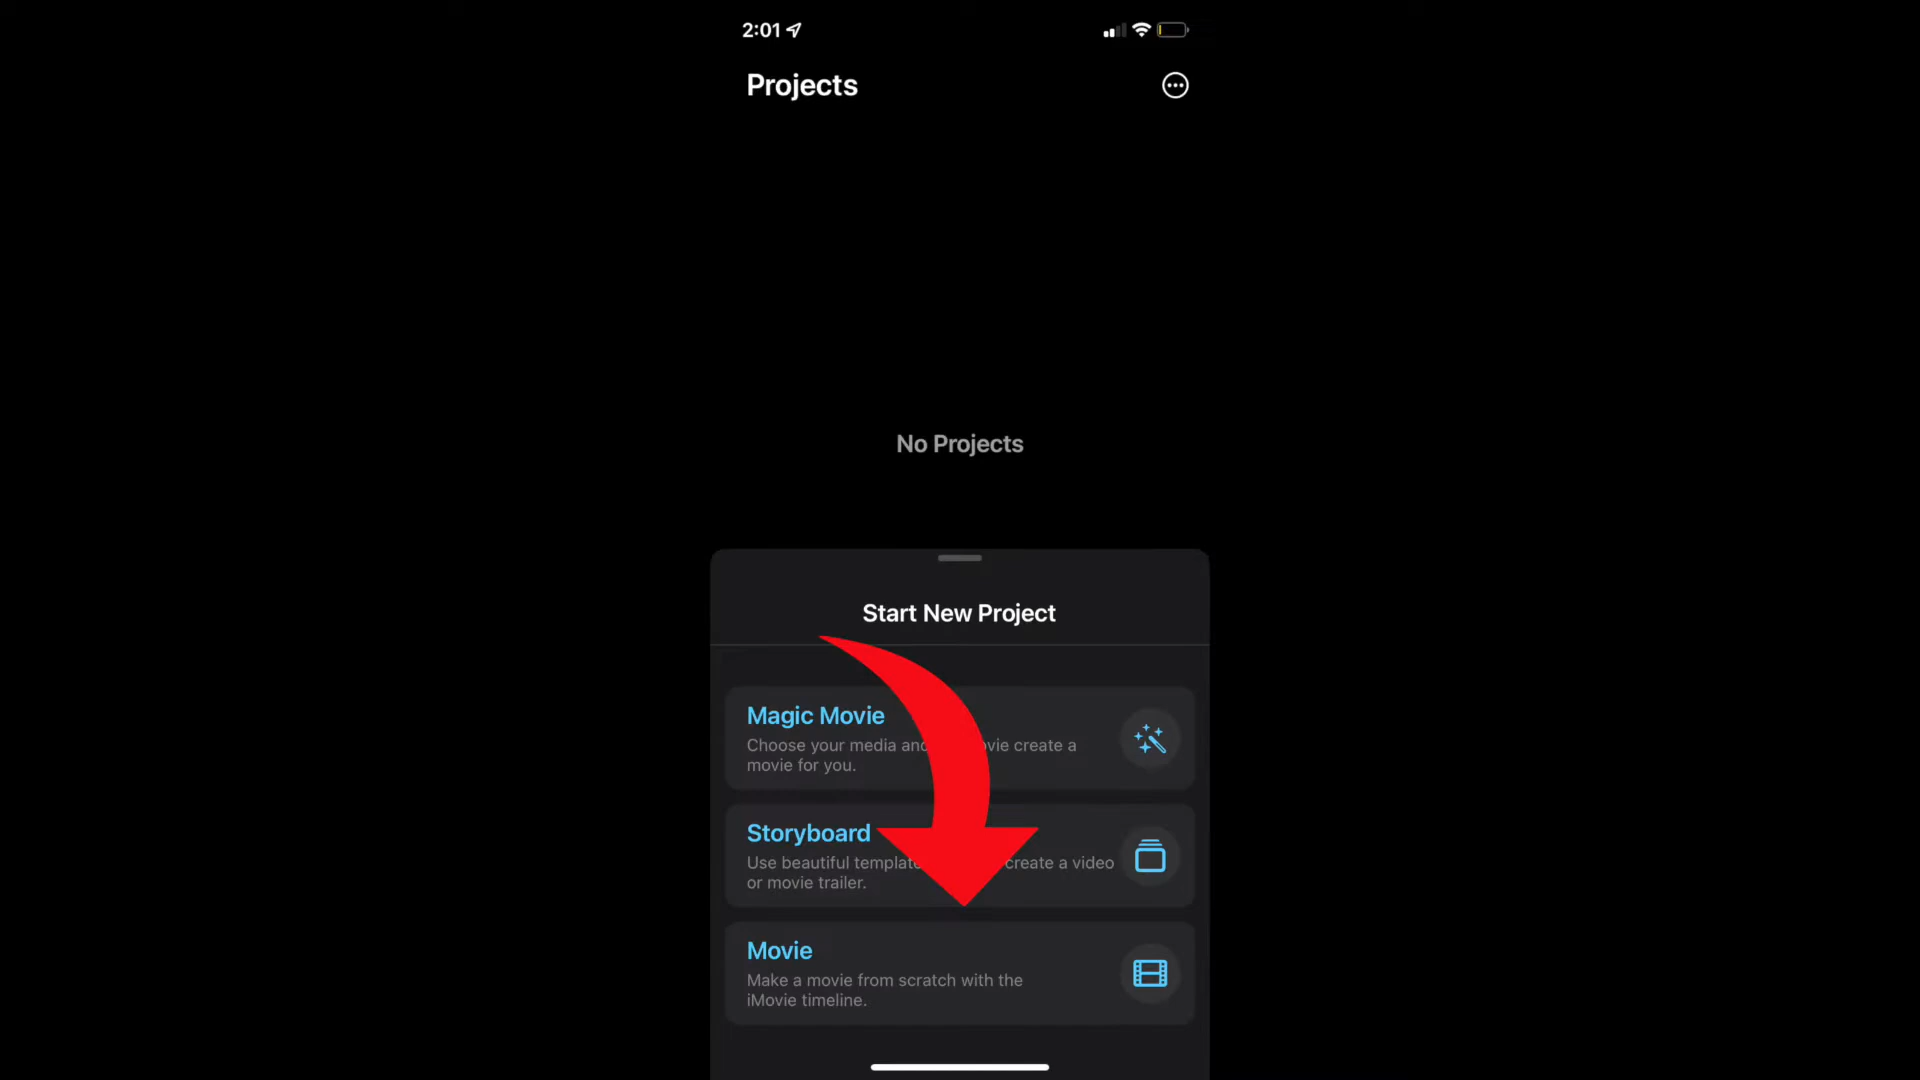 2:01
Projects
No Projects
Start New Project
Magic Movie
Choose your media and ovie create a
movie for you.
Storyboard
Use beautiful template create a video
or movie trailer.
Movie
Make a movie from scratch with the
iMovie timeline.